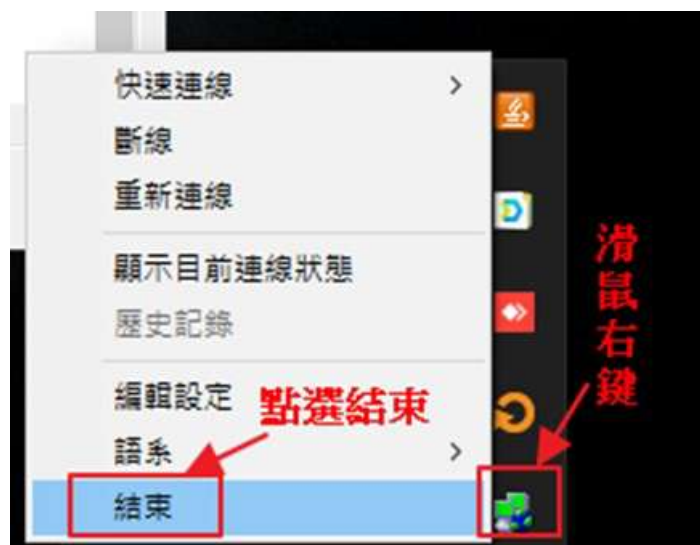 快速連線
斷線
重新連線
顯示目前連線狀態
歷史記錄
編輯設定
點選結束
語系
結束
滑鼠右鍵